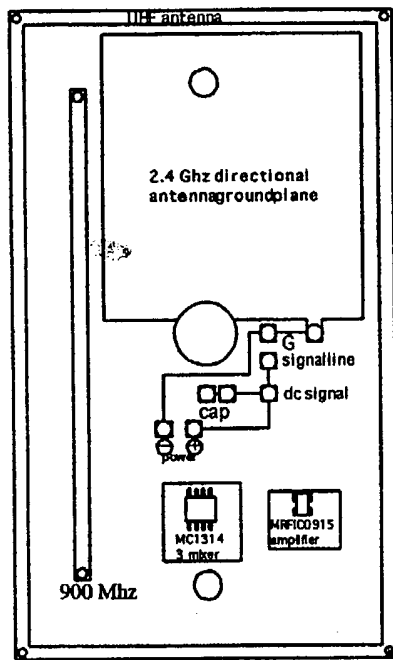 UHF antenna
2.4 Ghz directional
antennagroundplane
G
signalline
dc signal
cap
power
MC1314
3 mixer
MRFIC0915
amplifier
900 Mhz